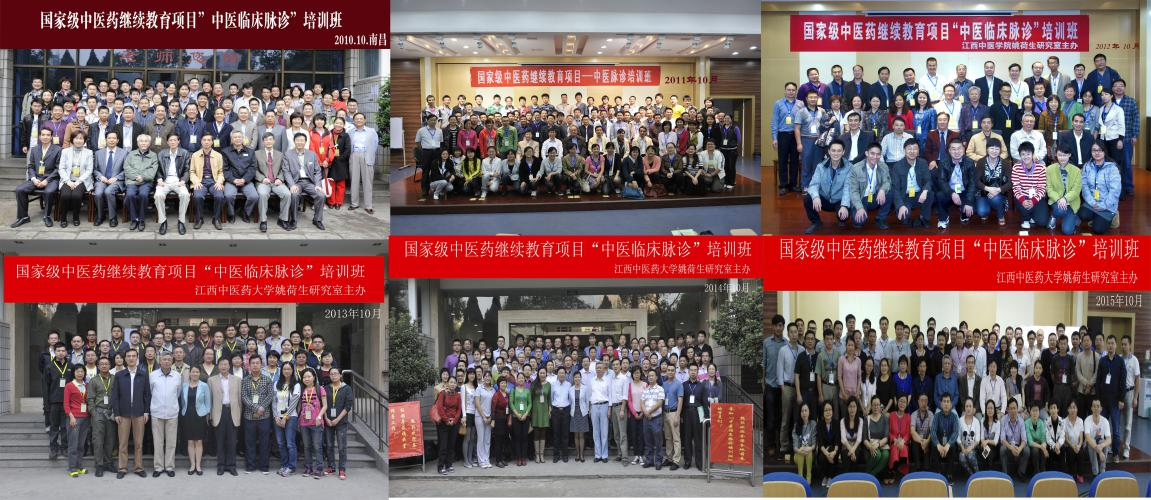 国家级中医药继续教育项目”中医临床脉诊”培训班
2010.10.南昌
国家级中医药继续教育项目——中医脉诊培训班
2011年10月
国家级中医药继续教育项目“中医临床脉诊”培训班
江西中医学院姚荷生研究室主办
2012年 10月
国家级中医药继续教育项目“中医临床脉诊”培训班
江西中医药大学姚荷生研究室主办
2013年10月
国家级中医药继续教育项目“中医临床脉诊”培训班
江西中医药大学姚荷生研究室主办
2014年10月
国家级中医药继续教育项目“中医临床脉诊”培训班
江西中医药大学姚荷生研究室主办
2015年10月